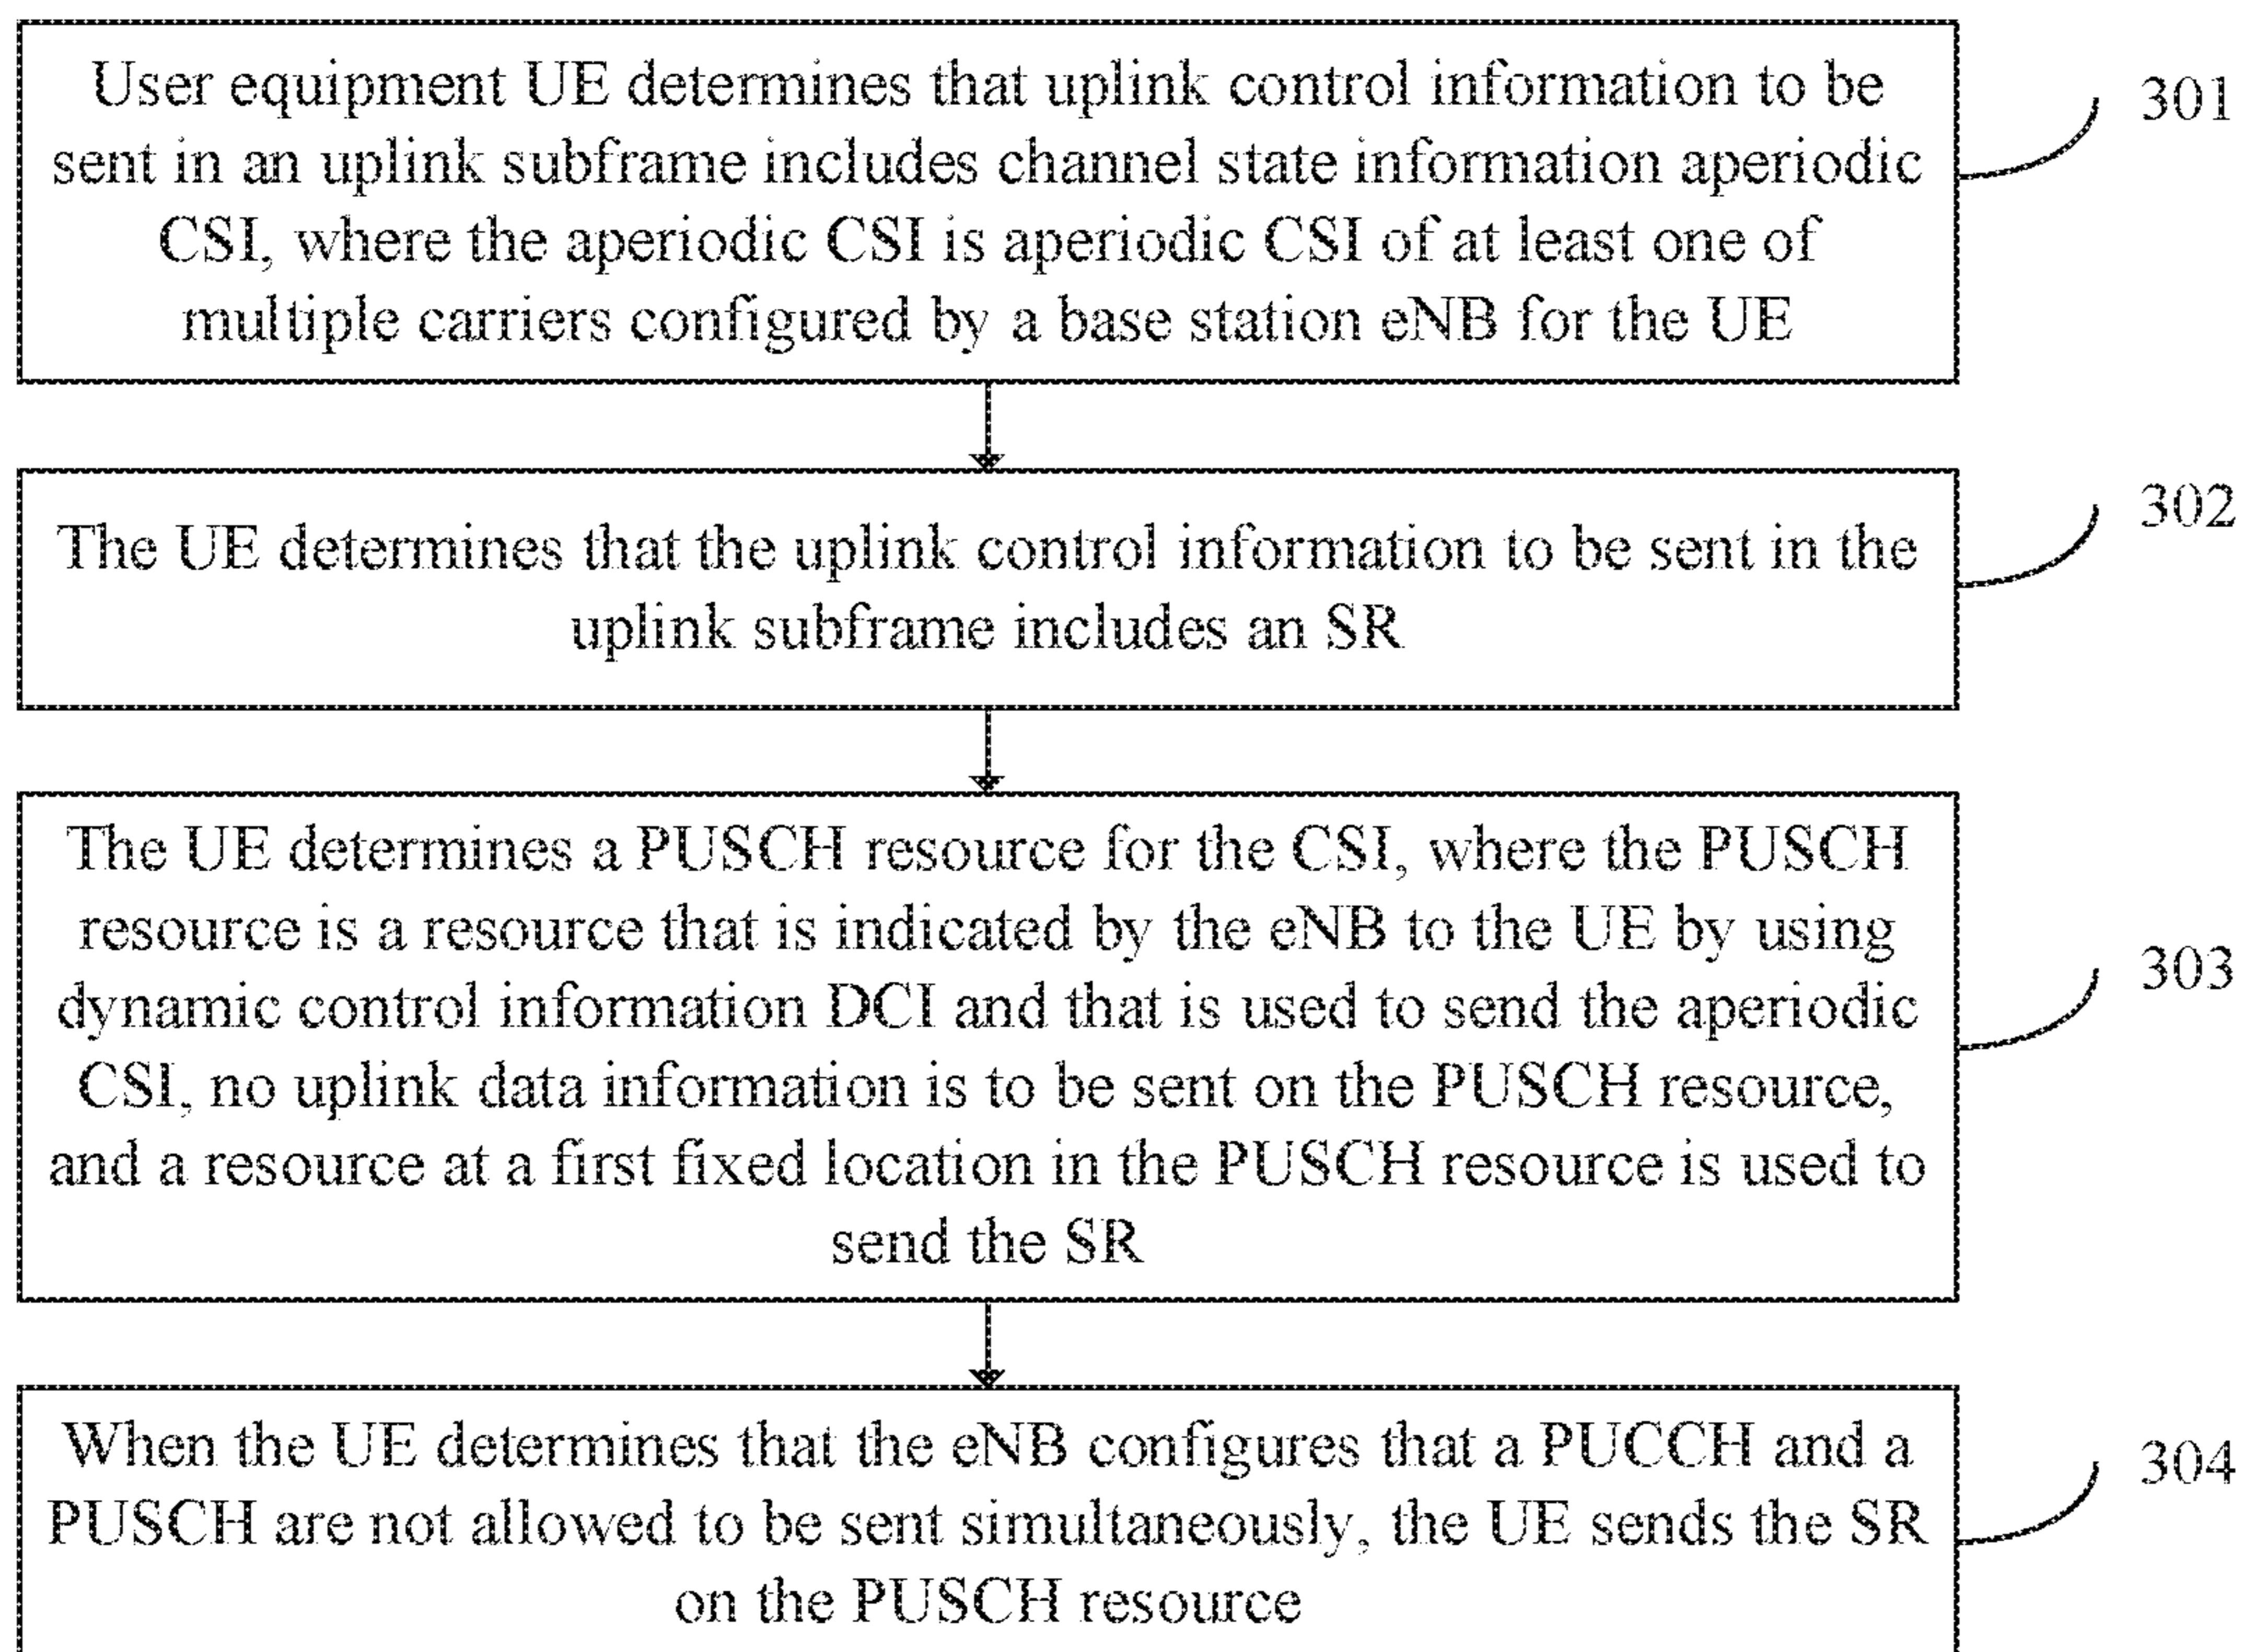 User equipment UE determines that uplink control information to be
sent in an uplink subframe includes channel state information aperiodic
CSI, where the aperiodic CSI is aperiodic CSI of at least one of
multiple carriers configured by a base station eNB for the UE
301
The UE determines that the uplink control information to be sent in the
uplink subframe includes an SR
302
The UE determines a PUSCH resource for the CSI, where the PUSCH
resource is a resource that is indicated by the eNB to the UE by using
dynamic control information DCI and that is used to send the aperiodic
CSI, no uplink data information is to be sent on the PUSCH resource,
and a resource at a first fixed location in the PUSCH resource is used to
send the SR
303
When the UE determines that the eNB configures that a PUCCH and a
PUSCH are not allowed to be sent simultaneously, the UE sends the SR
on the PUSCH resource
304